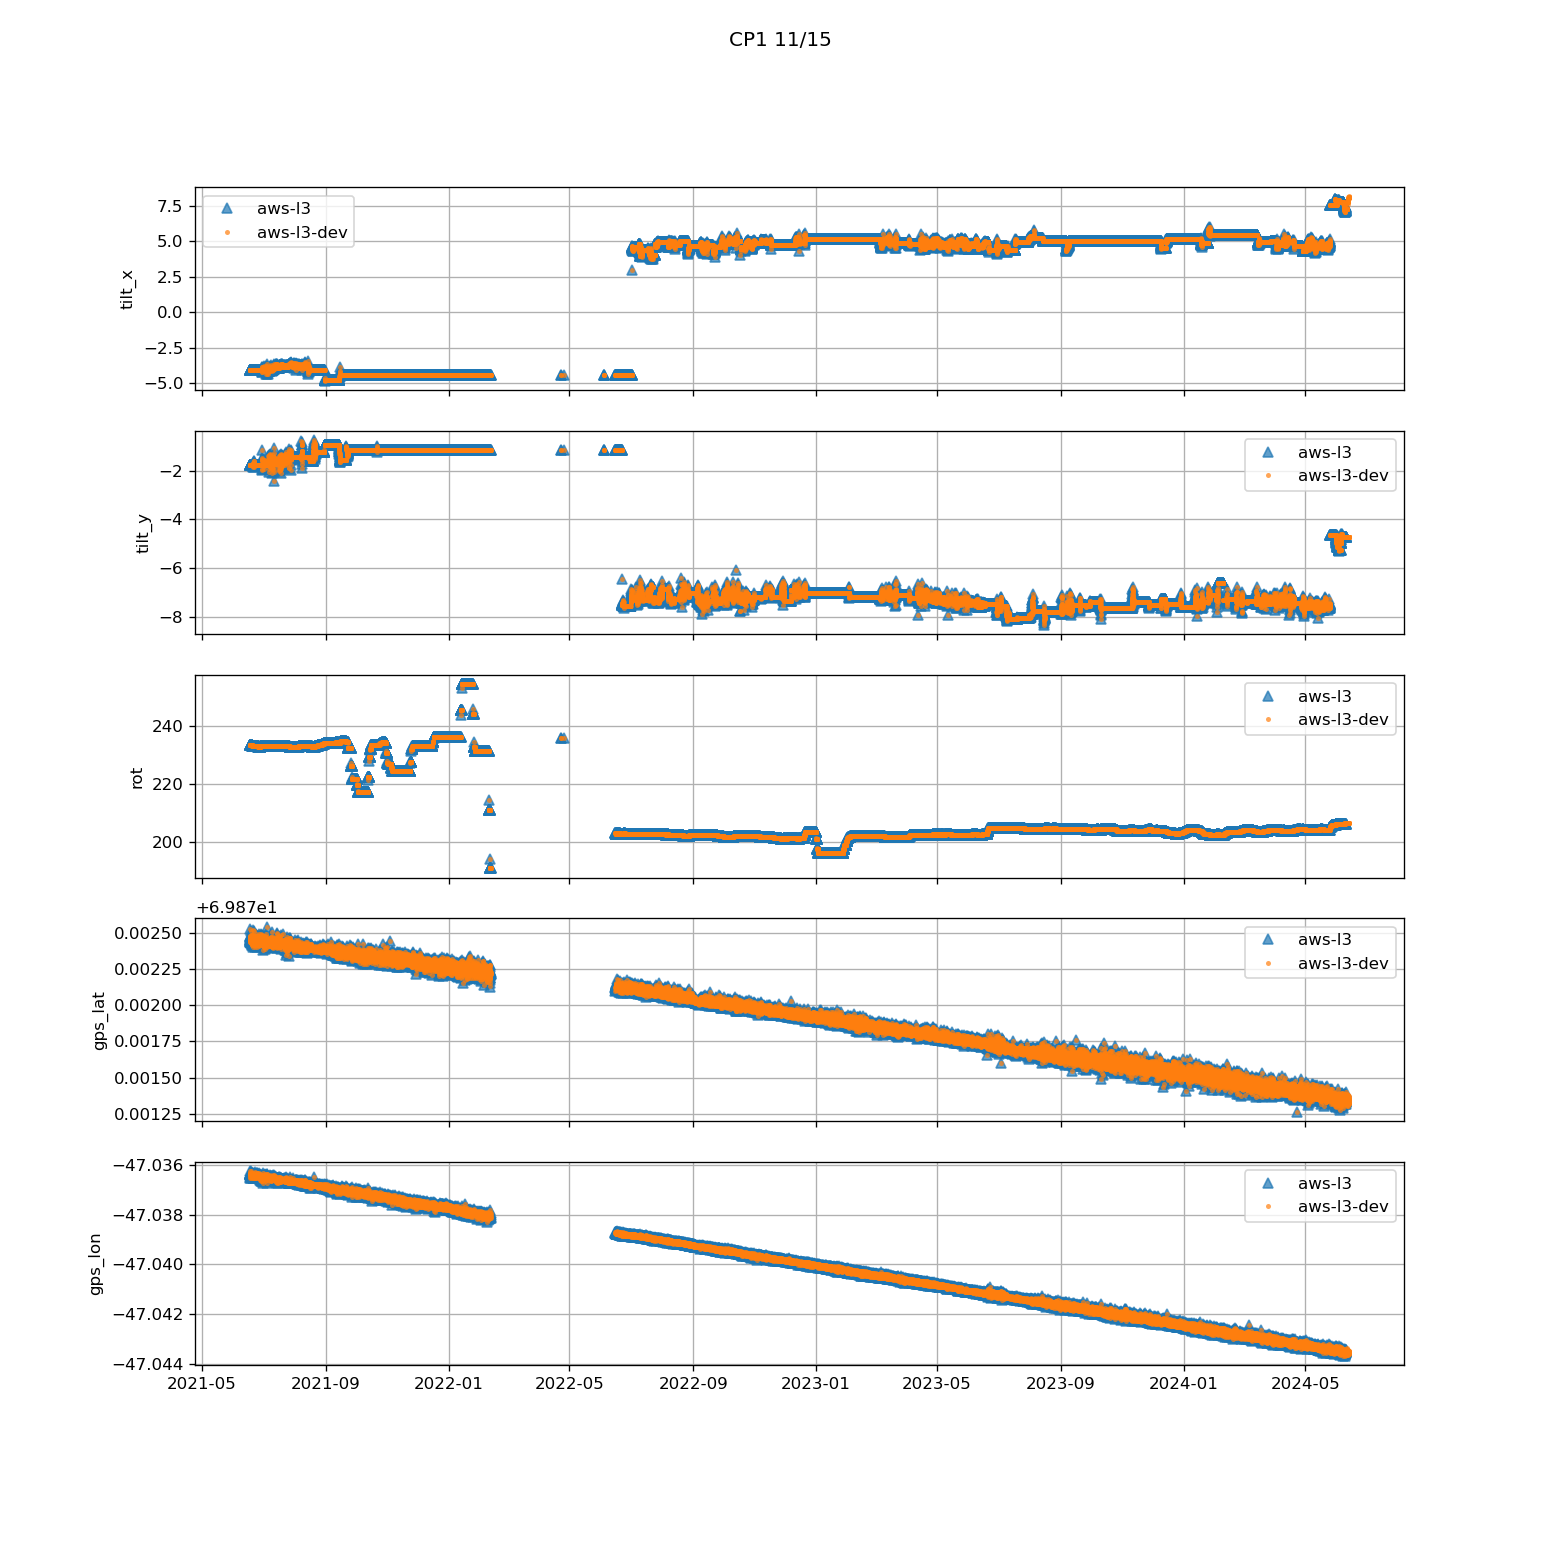 CP1 11/15
aws-l3
aws-l3-dev
7.5
5.0
2.5
0.0
−2.5
−5.0
tilt_x
aws-l3
aws-l3-dev
−2
−4
−6
−8
tilt_y
aws-l3
aws-l3-dev
240
220
200
rot
+6.987e1
aws-l3
aws-l3-dev
0.00250
0.00225
0.00200
0.00175
0.00150
0.00125
gps_lat
aws-l3
aws-l3-dev
−47.036
−47.038
−47.040
−47.042
−47.044
gps_lon
2021-05 2021-09 2022-01 2022-05 2022-09 2023-01 2023-05 2023-09 2024-01 2024-05